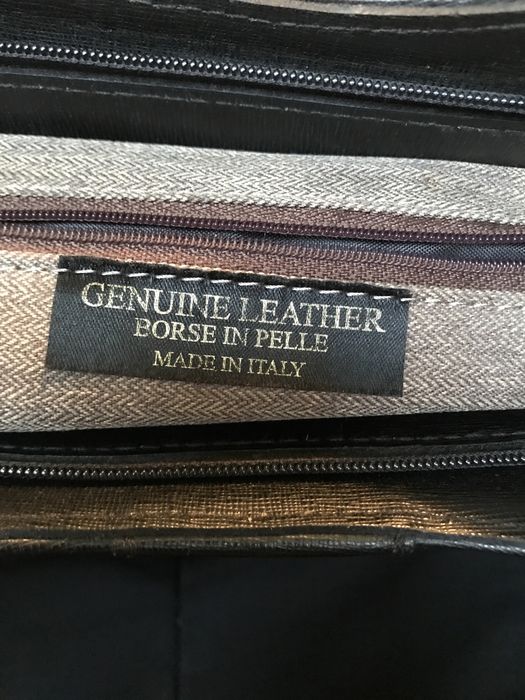 GENUINE LEATHER
BORSE IN PELLE
MADE IN ITALY